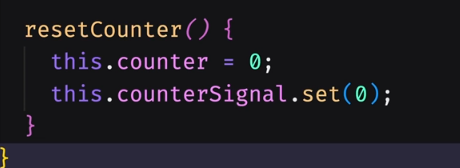 resetCounter() {
this.counter = 0;
this.counterSignal.set(0);
}
}